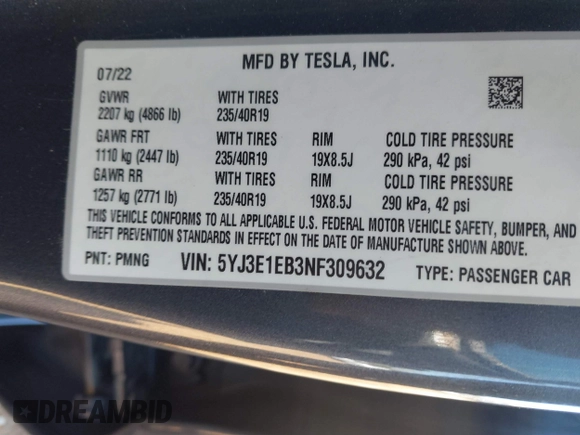 MFD BY TESLA, INC.
07/22
GVWR WITH TIRES
2207 kg (4866 lb) 235/40R19
GAWR FRT WITH TIRES RIM COLD TIRE PRESSURE
1110 kg (2447 lb) 235/40R19 19X8.5J 290 kPa, 42 psi
GAWR RR WITH TIRES RIM COLD TIRE PRESSURE
1257 kg (2771 lb) 235/40R19 19X8.5J 290 kPa, 42 psi
THIS VEHICLE CONFORMS TO ALL APPLICABLE U.S. FEDERAL MOTOR VEHICLE SAFETY, BUMPER, AND
THEFT PREVENTION STANDARDS IN EFFECT ON THE DATE OF MANUFACTURE SHOWN ABOVE.
PNT: PMNG VIN: 5YJ3E1EB3NF309632 TYPE: PASSENGER CAR
DREAMBID